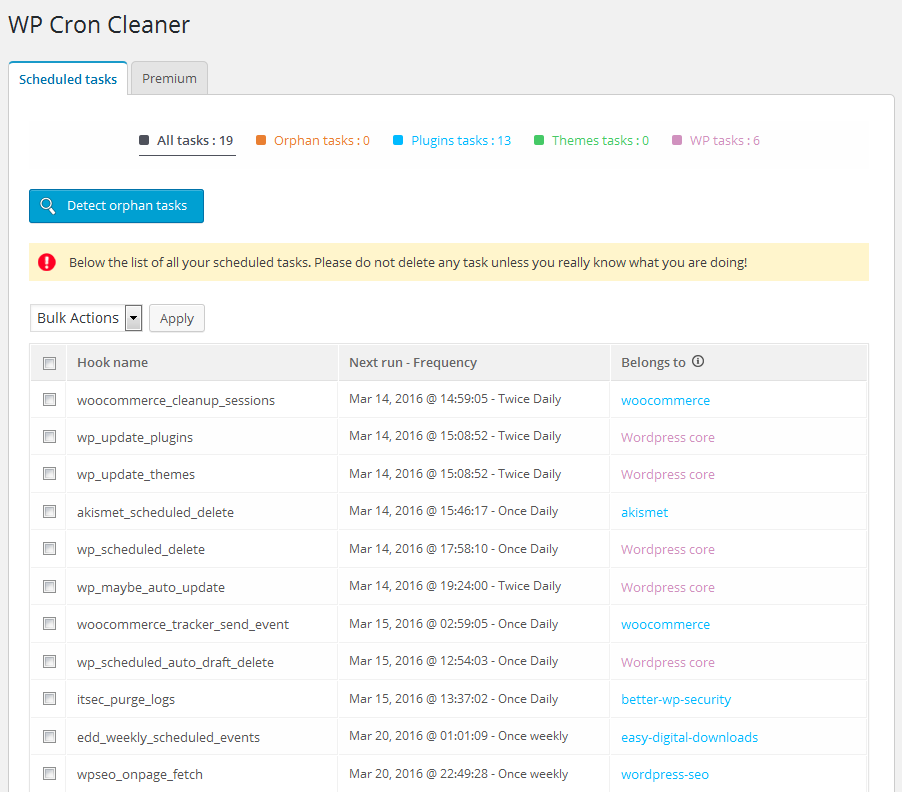 WP Cron Cleaner
Scheduled tasks Premium
All tasks : 19 Orphan tasks : 0 Plugins tasks : 13 Themes tasks : 0 WP tasks : 6
Detect orphan tasks
Below the list of all your scheduled tasks. Please do not delete any task unless you really know what you are doing!
Bulk Actions Apply
Hook name Next run - Frequency Belongs to
woocommerce_cleanup_sessions Mar 14, 2016 @ 14:59:05 - Twice Daily woocommerce
wp_update_plugins Mar 14, 2016 @ 15:08:52 - Twice Daily Wordpress core
wp_update_themes Mar 14, 2016 @ 15:08:52 - Twice Daily Wordpress core
akismet_scheduled_delete Mar 14, 2016 @ 15:46:17 - Once Daily akismet
wp_scheduled_delete Mar 14, 2016 @ 17:58:10 - Once Daily Wordpress core
wp_maybe_auto_update Mar 14, 2016 @ 19:24:00 - Twice Daily Wordpress core
woocommerce_tracker_send_event Mar 15, 2016 @ 02:59:05 - Once Daily woocommerce
wp_scheduled_auto_draft_delete Mar 15, 2016 @ 12:54:03 - Once Daily Wordpress core
itsec_purge_logs Mar 15, 2016 @ 13:37:02 - Once Daily better-wp-security
edd_weekly_scheduled_events Mar 20, 2016 @ 01:01:09 - Once weekly easy-digital-downloads
wpseo_onpage_fetch Mar 20, 2016 @ 22:49:28 - Once weekly wordpress-seo